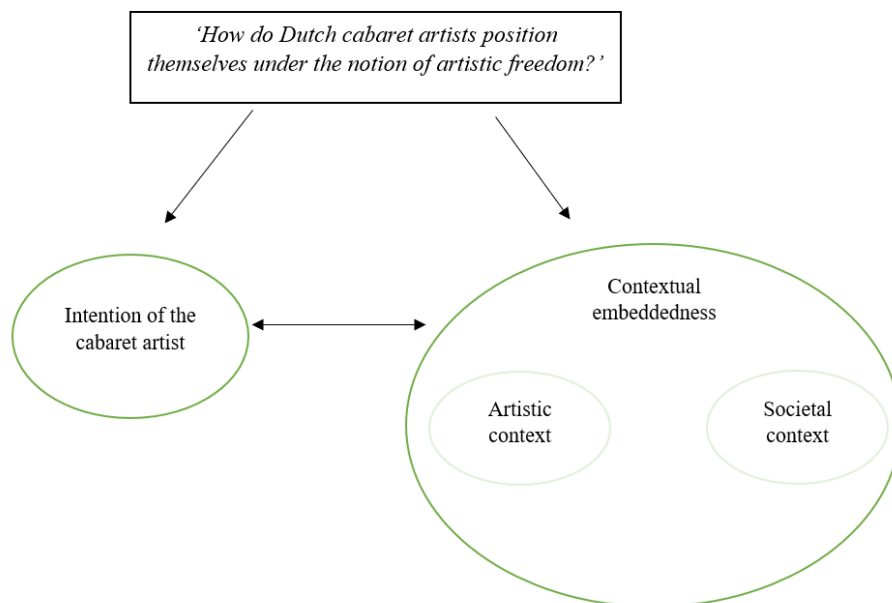 ‘How do Dutch cabaret artists position
themselves under the notion of artistic freedom?’
Intention of the
cabaret artist
Contextual
embeddedness
Artistic
context
Societal
context